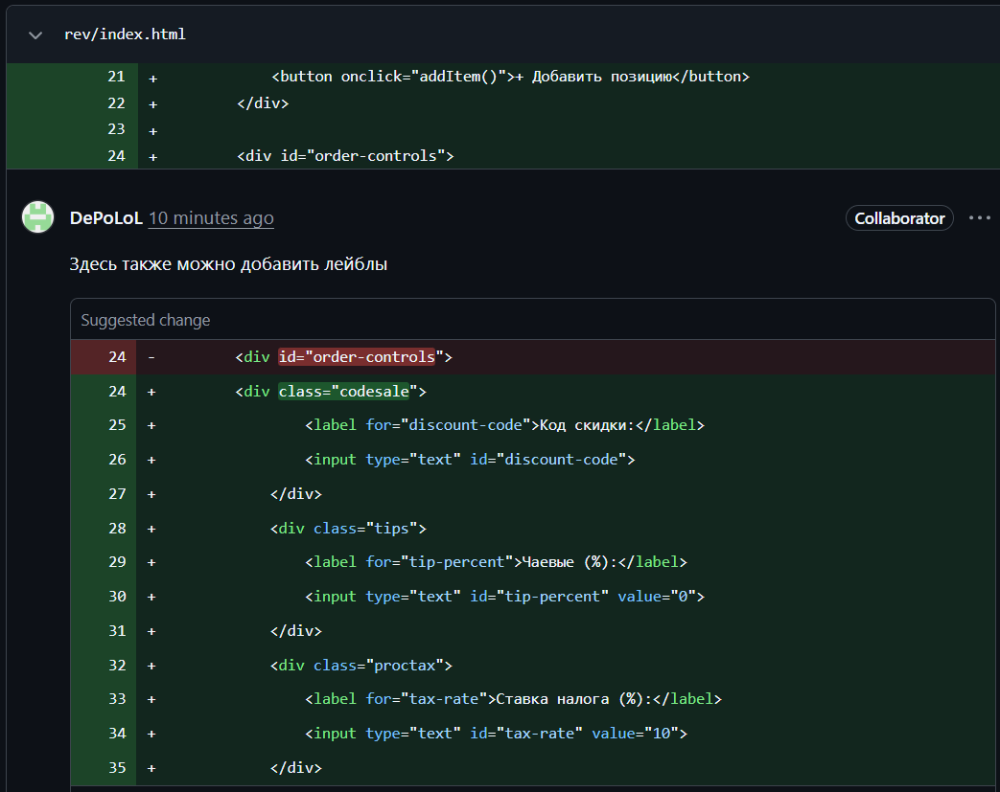 rev/index.html
21 + <button onclick="addItem()">+ Добавить позицию</button>
22 + </div>
23 +
24 + <div id="order-controls">
DePoLoL 10 minutes ago Collaborator ...
Здесь также можно добавить лейблы
Suggested change
24 - <div id="order-controls">
24 + <div class="codesale">
25 + <label for="discount-code">Код скидки:</label>
26 + <input type="text" id="discount-code">
27 + </div>
28 + <div class="tips">
29 + <label for="tip-percent">Чаевые (%):</label>
30 + <input type="text" id="tip-percent" value="0">
31 + </div>
32 + <div class="proctax">
33 + <label for="tax-rate">Ставка налога (%):</label>
34 + <input type="text" id="tax-rate" value="10">
35 + </div>